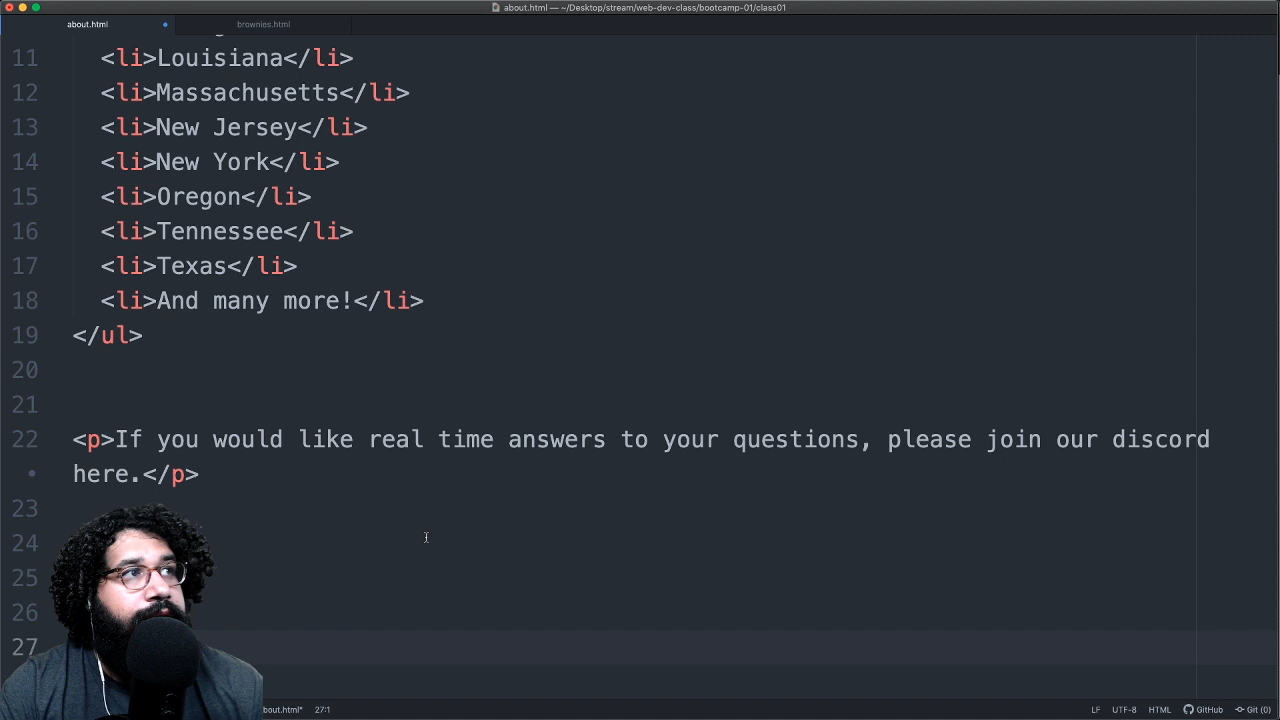 about.html — ~/Desktop/stream/web-dev-class/bootcamp-01/class01
about.html
brownies.html
11 <li>Louisiana</li>
12 <li>Massachusetts</li>
13 <li>New Jersey</li>
14 <li>New York</li>
15 <li>Oregon</li>
16 <li>Tennessee</li>
17 <li>Texas</li>
18 <li>And many more!</li>
19 </ul>
20
21
22 <p>If you would like real time answers to your questions, please join our discord
• here.</p>
23
24
25
26
27
bout.html* 27:1 LF UTF-8 HTML GitHub Git (0)